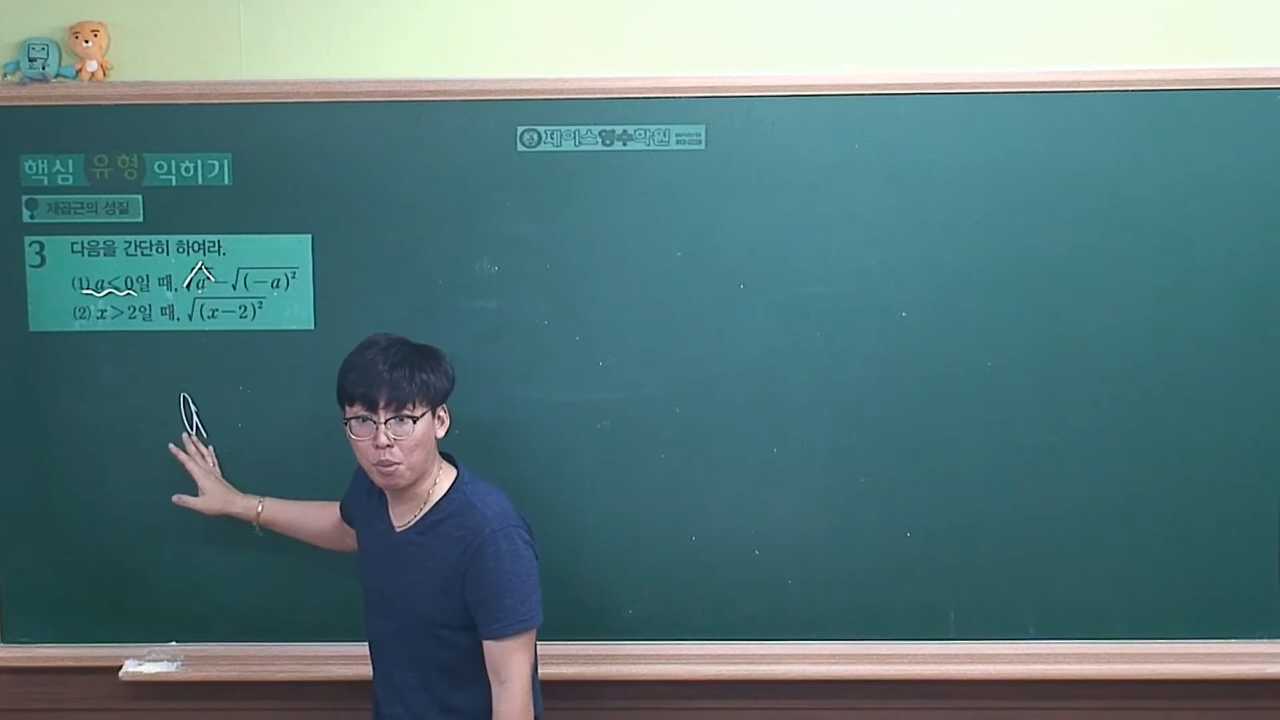 제이스영수학원
핵심 유형 익히기
제곱근의 성질
3 다음을 간단히 하여라.
(1) a<0일 때, √a² − √(−a)²
(2) x>2일 때, √(x−2)²
a